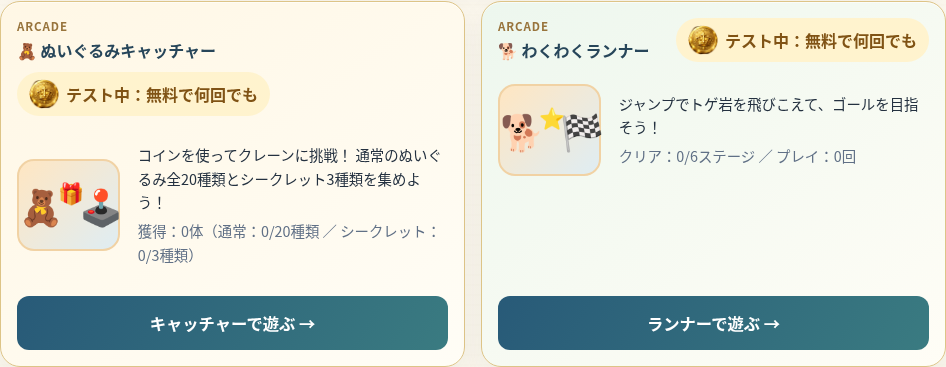 ARCADE
🧸 ぬいぐるみキャッチャー
テスト中：無料で何回でも
コインを使ってクレーンに挑戦！ 通常のぬいぐ
るみ全20種類とシークレット3種類を集めよ
う！
獲得：0体（通常：0/20種類 ／ シークレット：
0/3種類）
キャッチャーで遊ぶ →
ARCADE
🐕 わくわくランナー
テスト中：無料で何回でも
ジャンプでトゲ岩を飛びこえて、ゴールを目指
そう！
クリア：0/6ステージ ／ プレイ：0回
ランナーで遊ぶ →